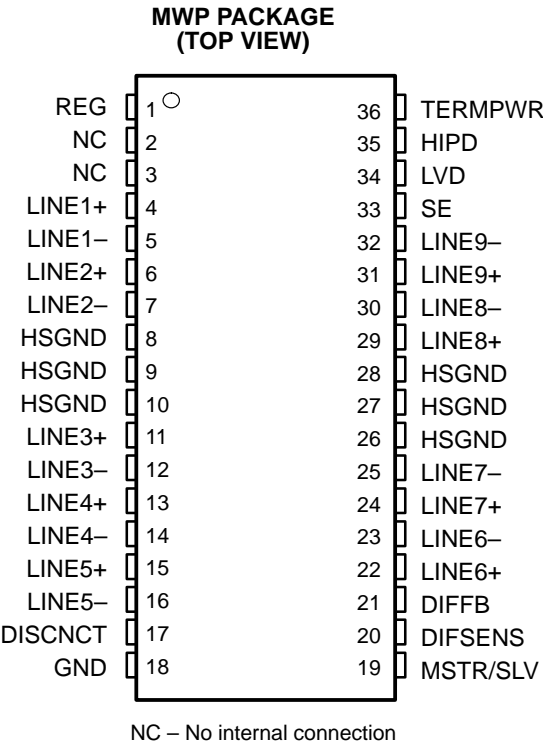 MWP PACKAGE
(TOP VIEW)
REG 1 36 TERMPWR
NC 2 35 HIPD
NC 3 34 LVD
LINE1+ 4 33 SE
LINE1– 5 32 LINE9–
LINE2+ 6 31 LINE9+
LINE2– 7 30 LINE8–
HSGND 8 29 LINE8+
HSGND 9 28 HSGND
HSGND 10 27 HSGND
LINE3+ 11 26 HSGND
LINE3– 12 25 LINE7–
LINE4+ 13 24 LINE7+
LINE4– 14 23 LINE6–
LINE5+ 15 22 LINE6+
LINE5– 16 21 DIFFB
DISCNCT 17 20 DIFSENS
GND 18 19 MSTR/SLV
NC – No internal connection